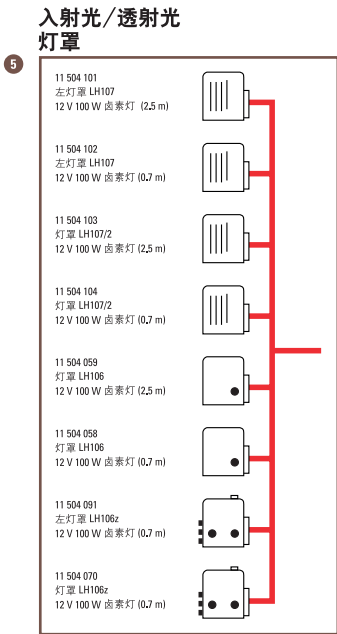 入射光/透射光
灯罩
5
11 504 101
左灯罩 LH107
12 V 100 W 卤素灯 (2.5 m)
11 504 102
左灯罩 LH107
12 V 100 W 卤素灯 (0.7 m)
11 504 103
灯罩 LH107/2
12 V 100 W 卤素灯 (2.5 m)
11 504 104
灯罩 LH107/2
12 V 100 W 卤素灯 (0.7 m)
11 504 059
灯罩 LH106
12 V 100 W 卤素灯 (2.5 m)
11 504 058
灯罩 LH106
12 V 100 W 卤素灯 (0.7 m)
11 504 091
左灯罩 LH106z
12 V 100 W 卤素灯 (0.7 m)
11 504 070
灯罩 LH106z
12 V 100 W 卤素灯 (0.7 m)